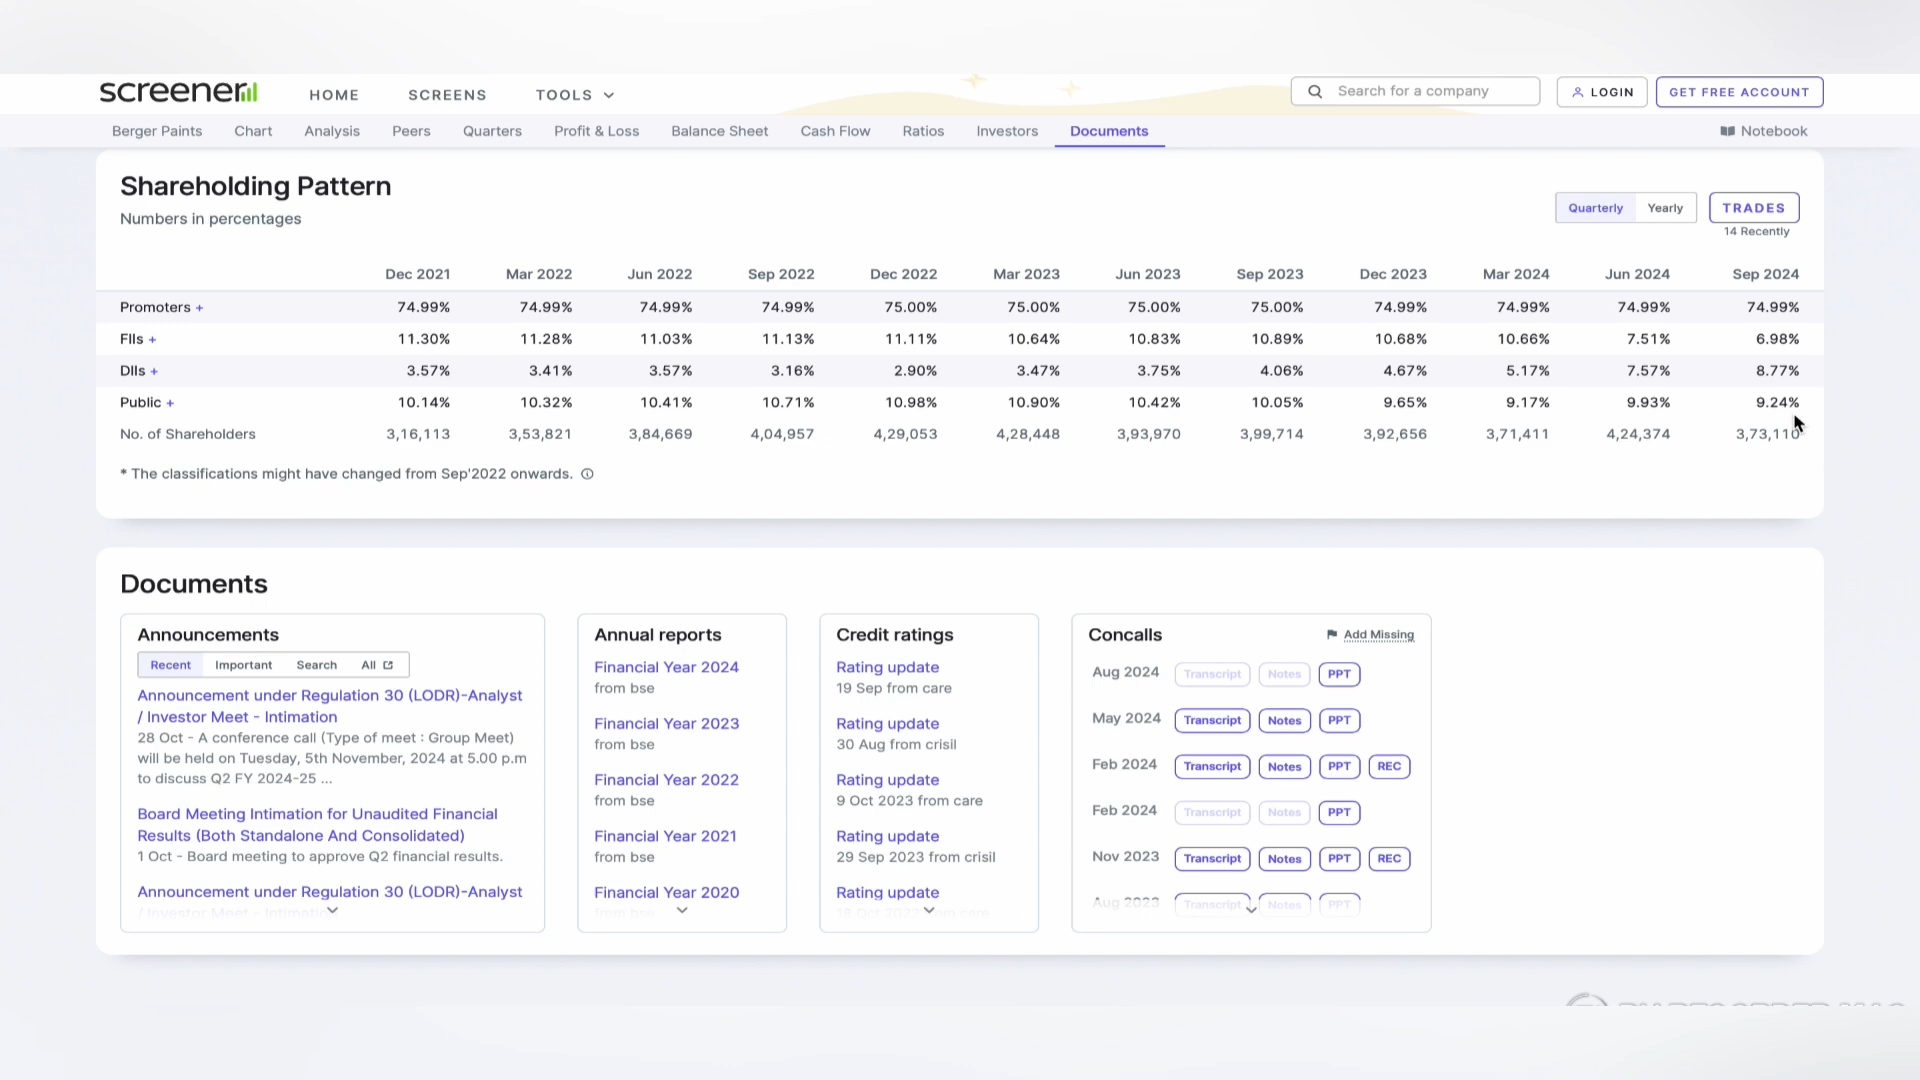 screener
HOME SCREENS TOOLS
Search for a company
LOGIN
GET FREE ACCOUNT
Berger Paints Chart Analysis Peers Quarters Profit & Loss Balance Sheet Cash Flow Ratios Investors Documents Notebook
Shareholding Pattern
Numbers in percentages
Quarterly Yearly
TRADES
14 Recently
Dec 2021 Mar 2022 Jun 2022 Sep 2022 Dec 2022 Mar 2023 Jun 2023 Sep 2023 Dec 2023 Mar 2024 Jun 2024 Sep 2024
Promoters + 74.99% 74.99% 74.99% 74.99% 75.00% 75.00% 75.00% 75.00% 74.99% 74.99% 74.99% 74.99%
FIIs + 11.30% 11.28% 11.03% 11.13% 11.11% 10.64% 10.83% 10.89% 10.68% 10.66% 7.51% 6.98%
DIIs + 3.57% 3.41% 3.57% 3.16% 2.90% 3.47% 3.75% 4.06% 4.67% 5.17% 7.57% 8.77%
Public + 10.14% 10.32% 10.41% 10.71% 10.98% 10.90% 10.42% 10.05% 9.65% 9.17% 9.93% 9.24%
No. of Shareholders 3,16,113 3,53,821 3,84,669 4,04,957 4,29,053 4,28,448 3,93,970 3,99,714 3,92,656 3,71,411 4,24,374 3,73,110
* The classifications might have changed from Sep'2022 onwards.
Documents
Announcements
Recent Important Search All
Announcement under Regulation 30 (LODR)-Analyst
/ Investor Meet - Intimation
28 Oct - A conference call (Type of meet : Group Meet)
will be held on Tuesday, 5th November, 2024 at 5.00 p.m
to discuss Q2 FY 2024-25 ...
Board Meeting Intimation for Unaudited Financial
Results (Both Standalone And Consolidated)
1 Oct - Board meeting to approve Q2 financial results.
Announcement under Regulation 30 (LODR)-Analyst
/ Investor Meet - Intimation
Annual reports
Financial Year 2024
from bse
Financial Year 2023
from bse
Financial Year 2022
from bse
Financial Year 2021
from bse
Financial Year 2020
from bse
Credit ratings
Rating update
19 Sep from care
Rating update
30 Aug from crisil
Rating update
9 Oct 2023 from care
Rating update
29 Sep 2023 from crisil
Rating update
18 Oct 2022 from care
Concalls
Add Missing
Aug 2024 Transcript Notes PPT
May 2024 Transcript Notes PPT
Feb 2024 Transcript Notes PPT REC
Feb 2024 Transcript Notes PPT
Nov 2023 Transcript Notes PPT REC
Aug 2023 Transcript Notes PPT